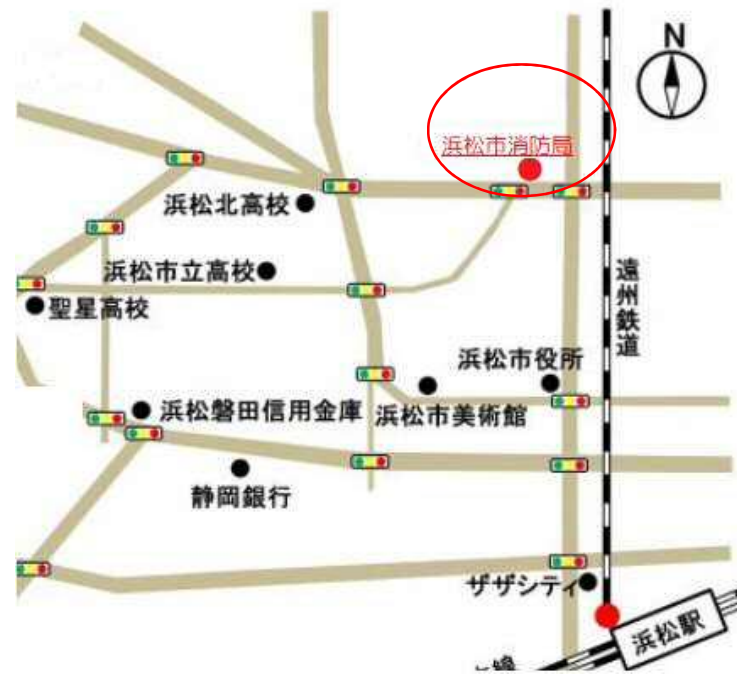 N
浜松市消防局
浜松北高校
浜松市立高校
聖星高校
遠州鉄道
浜松市役所
浜松市美術館
浜松磐田信用金庫
静岡銀行
ザザシティ
浜松駅
線